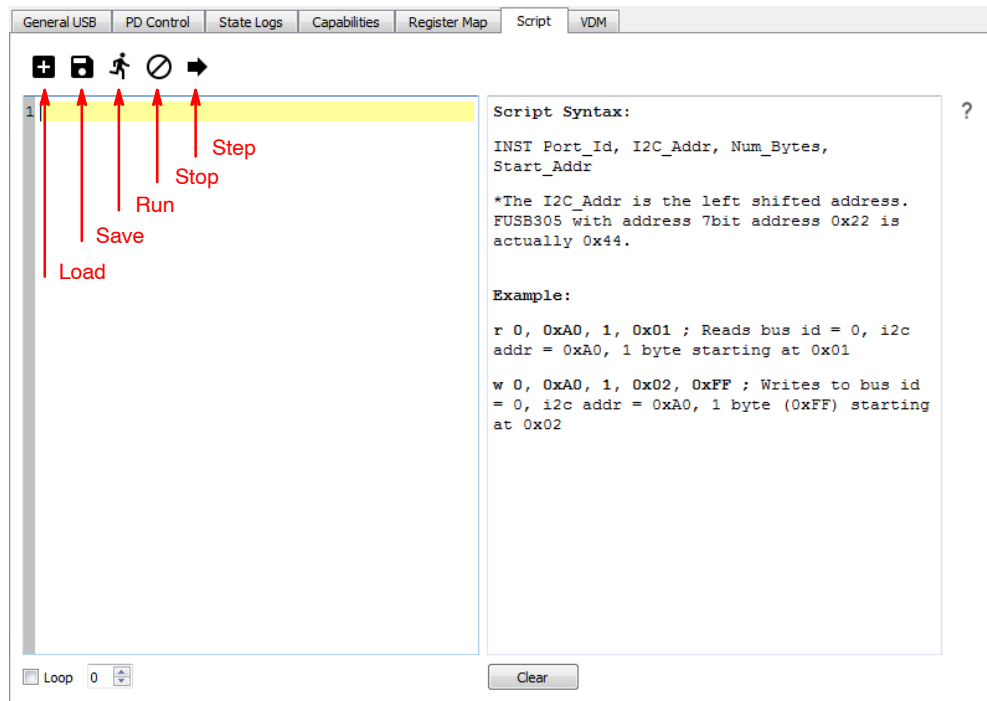 General USB
PD Control
State Logs
Capabilities
Register Map
Script
VDM
1
Step
Stop
Run
Save
Load
Script Syntax:
INST Port_Id, I2C_Addr, Num_Bytes,
Start_Addr
*The I2C_Addr is the left shifted address.
FUSB305 with address 7bit address 0x22 is
actually 0x44.
Example:
r 0, 0xA0, 1, 0x01 ; Reads bus id = 0, i2c
addr = 0xA0, 1 byte starting at 0x01
w 0, 0xA0, 1, 0x02, 0xFF ; Writes to bus id
= 0, i2c addr = 0xA0, 1 byte (0xFF) starting
at 0x02
?
Loop 0
Clear